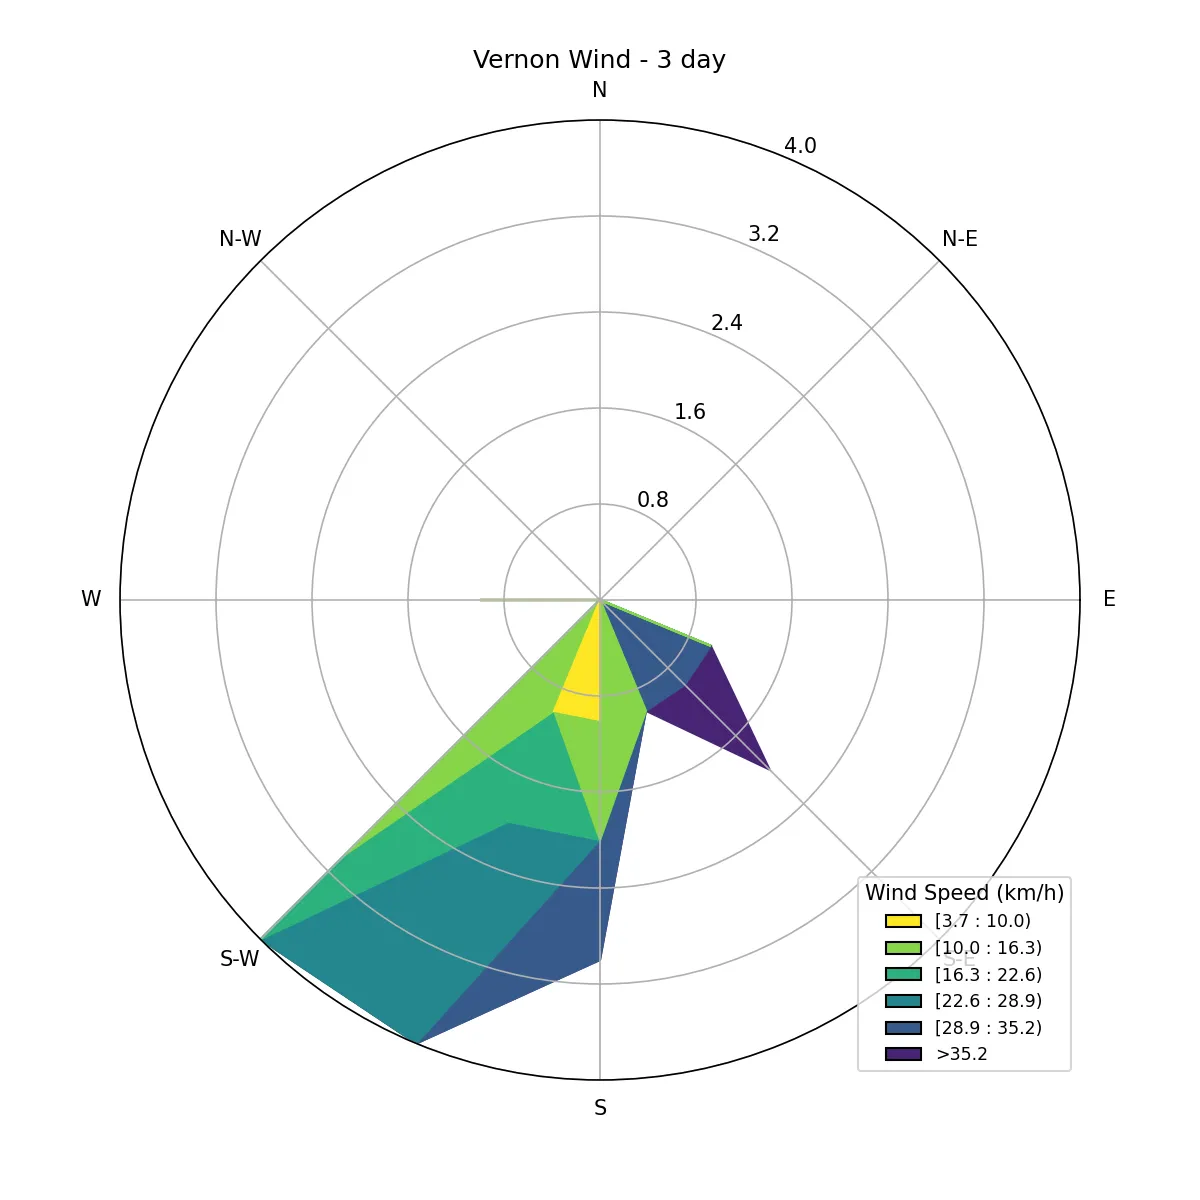 Vernon Wind - 3 day
N
4.0
N-W
3.2
N-E
2.4
1.6
0.8
W
E
S-W
S-E
S
Wind Speed (km/h)
[3.7 : 10.0)
[10.0 : 16.3)
[16.3 : 22.6)
[22.6 : 28.9)
[28.9 : 35.2)
>35.2